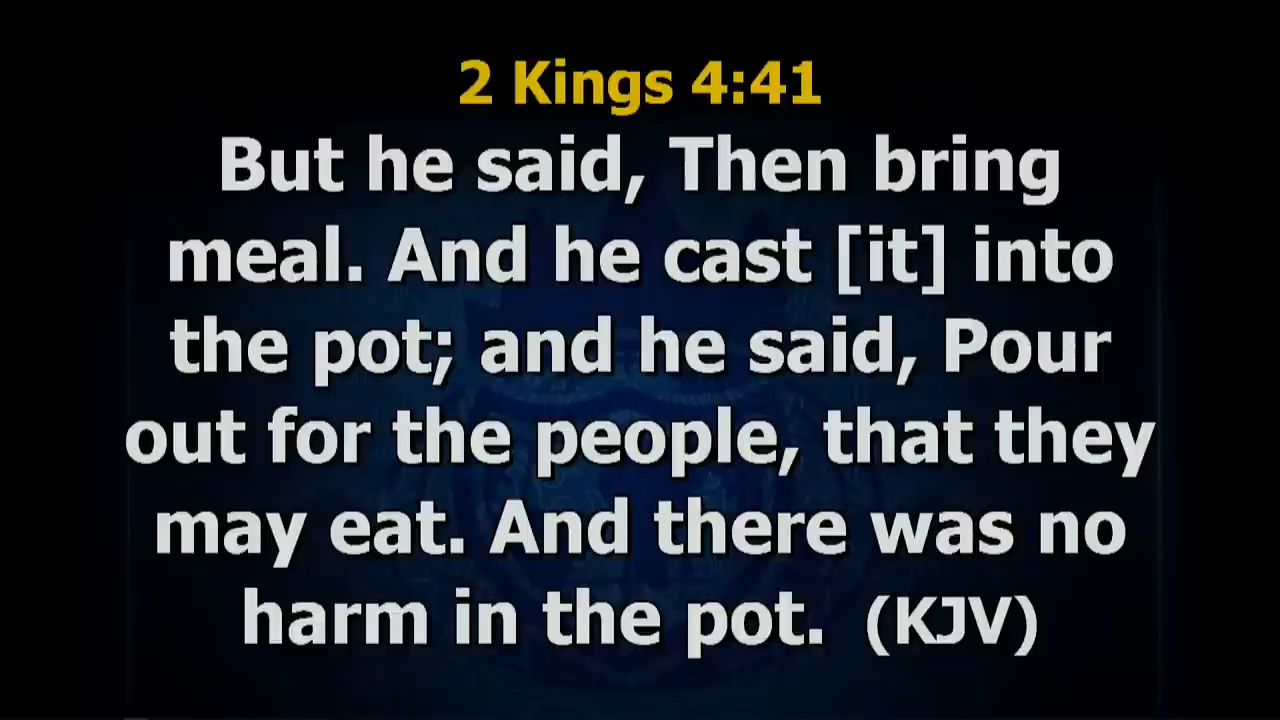 2 Kings 4:41
But he said, Then bring
meal. And he cast [it] into
the pot; and he said, Pour
out for the people, that they
may eat. And there was no
harm in the pot. (KJV)